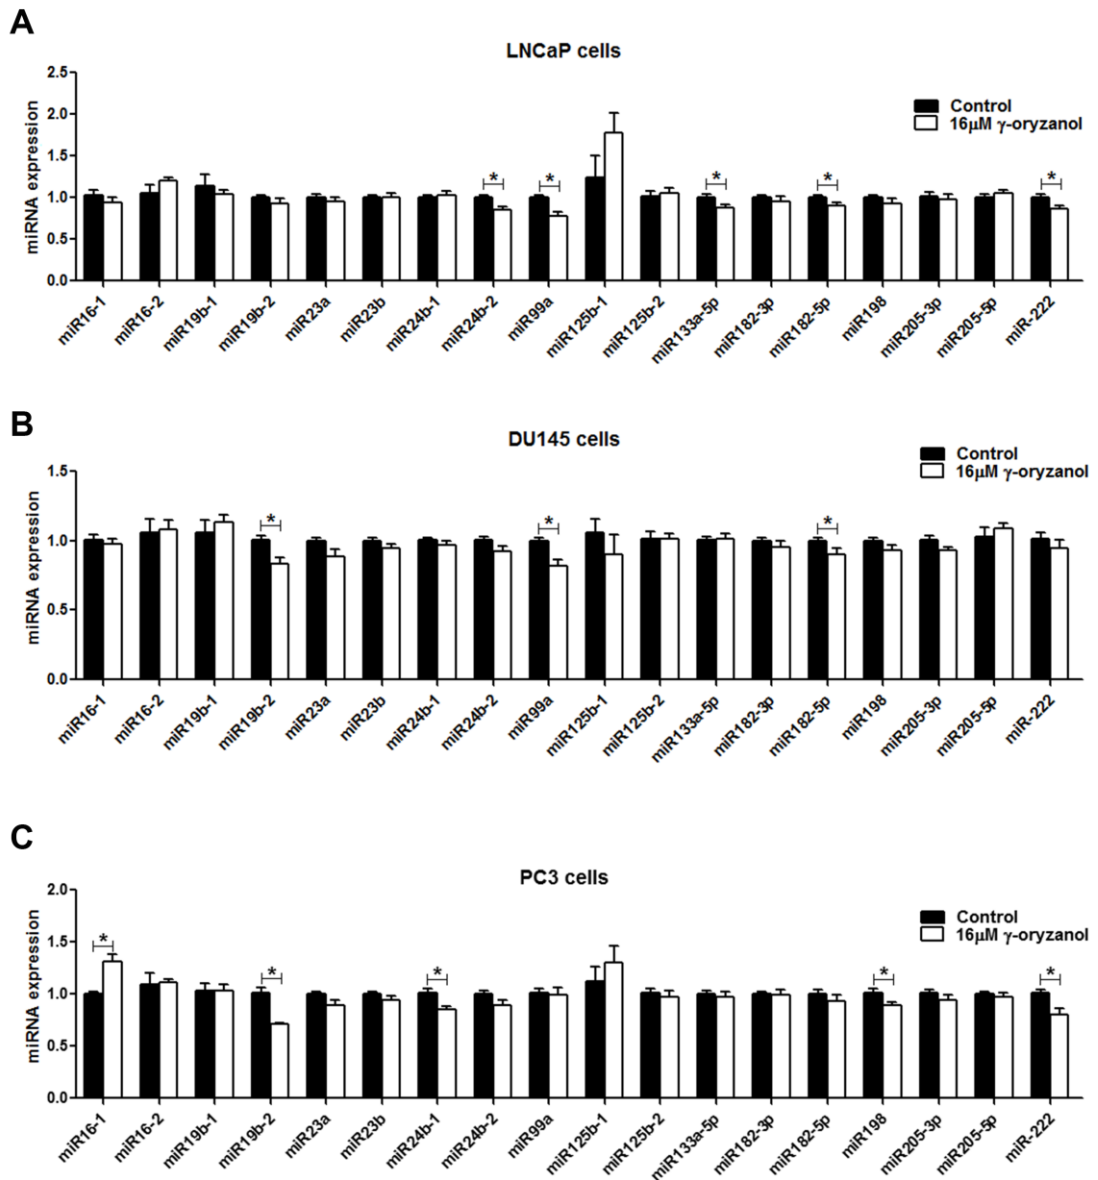 A
LNCaP cells
miRNA expression
2.5
2.0
1.5
1.0
0.5
0.0
Control
16μM γ-oryzanol
* * * * *
miR16-1 miR16-2 miR19b-1 miR19b-2 miR23a miR23b miR24b-1 miR24b-2 miR99a miR125b-1 miR125b-2 miR133a-5p miR182-3p miR182-5p miR198 miR205-3p miR205-5p miR-222
B
DU145 cells
miRNA expression
1.5
1.0
0.5
0.0
Control
16μM γ-oryzanol
* * *
miR16-1 miR16-2 miR19b-1 miR19b-2 miR23a miR23b miR24b-1 miR24b-2 miR99a miR125b-1 miR125b-2 miR133a-5p miR182-3p miR182-5p miR198 miR205-3p miR205-5p miR-222
C
PC3 cells
miRNA expression
2.0
1.5
1.0
0.5
0.0
Control
16μM γ-oryzanol
* * * * *
miR16-1 miR16-2 miR19b-1 miR19b-2 miR23a miR23b miR24b-1 miR24b-2 miR99a miR125b-1 miR125b-2 miR133a-5p miR182-3p miR182-5p miR198 miR205-3p miR205-5p miR-222